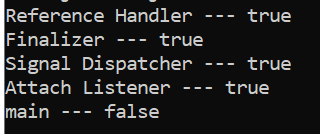 Reference Handler --- true
Finalizer --- true
Signal Dispatcher --- true
Attach Listener --- true
main --- false